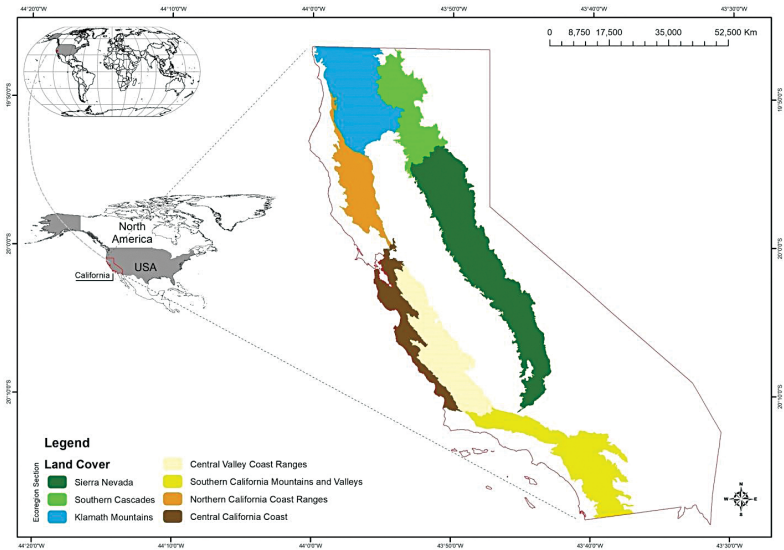 44°20'0"S 44°10'0"S 44°0'0"S 43°50'0"S 43°40'0"S 43°30'0"S
0 8,750 17,500 35,000 52,500 Km
19°50'0"S 19°50'0"S
North
America
USA
California
20°0'0"S 20°0'0"S
20°10'0"S 20°10'0"S
Legend
Land Cover
Ecoregion Section
Sierra Nevada
Southern Cascades
Klamath Mountains
Central Valley Coast Ranges
Southern California Mountains and Valleys
Northern California Coast Ranges
Central California Coast
N
W E
S
44°20'0"S 44°10'0"S 44°0'0"S 43°50'0"S 43°40'0"S 43°30'0"S